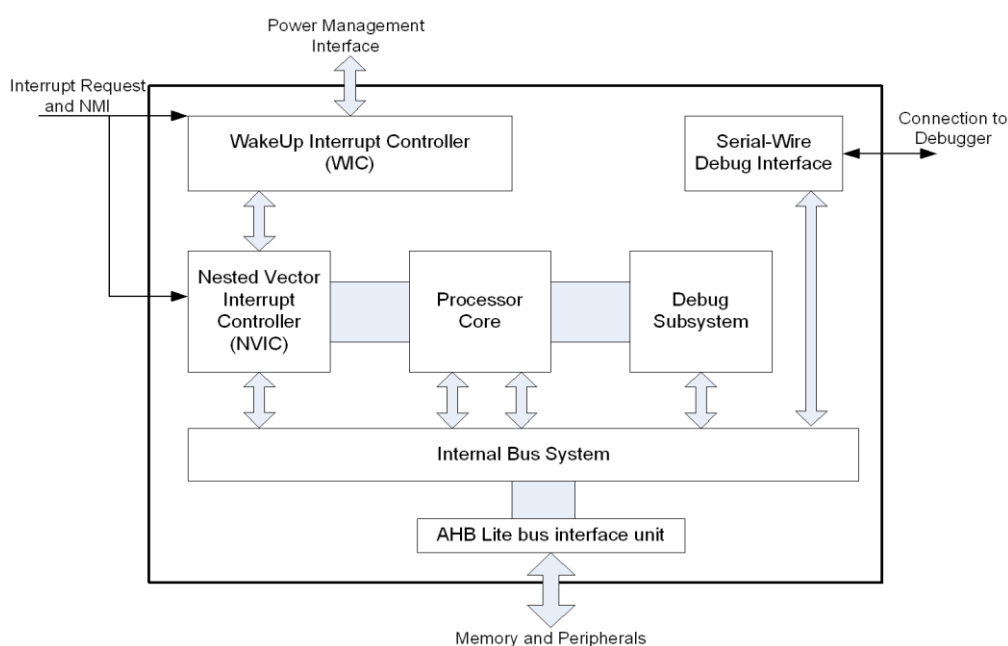 Power Management
Interface
Interrupt Request
and NMI
WakeUp Interrupt Controller
(WIC)
Serial-Wire
Debug Interface
Connection to
Debugger
Nested Vector
Interrupt
Controller
(NVIC)
Processor
Core
Debug
Subsystem
Internal Bus System
AHB Lite bus interface unit
Memory and Peripherals